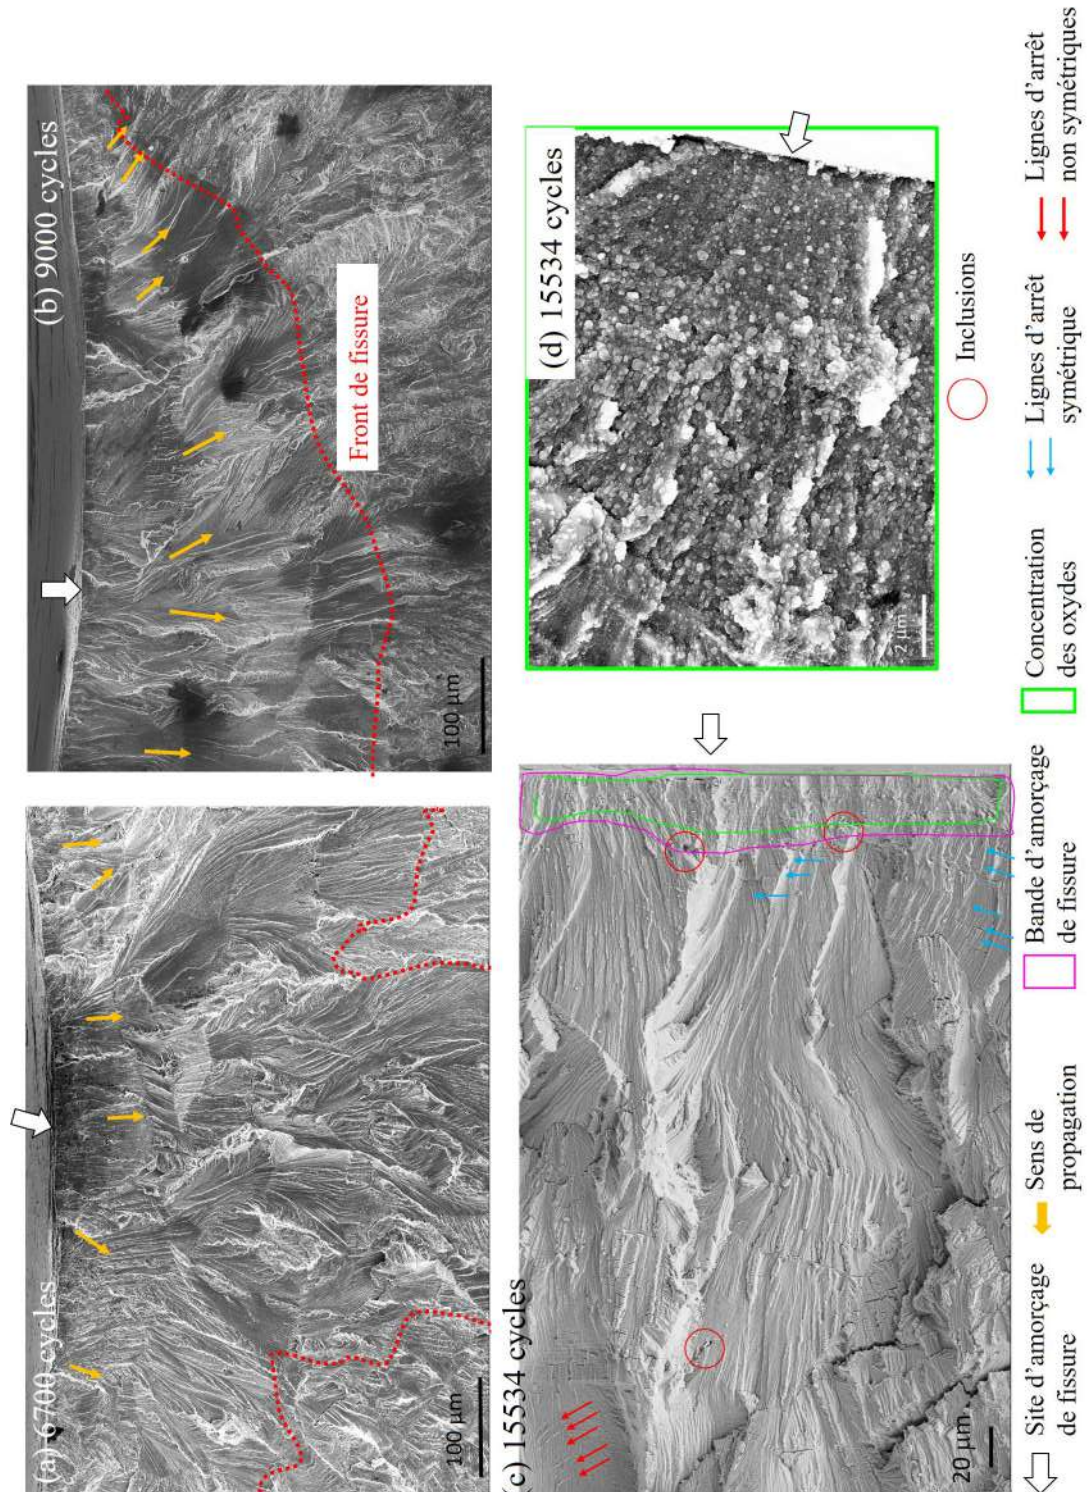 (a) 6700 cycles
100 µm
(b) 9000 cycles
Front de fissure
100 µm
(c) 15534 cycles
20 µm
(d) 15534 cycles
2 µm
Inclusions
Site d'amorçage
de fissure
Sens de
propagation
Bande d'amorçage
de fissure
Concentration
des oxydes
Lignes d'arrêt
symétrique
Lignes d'arrêt
non symétriques